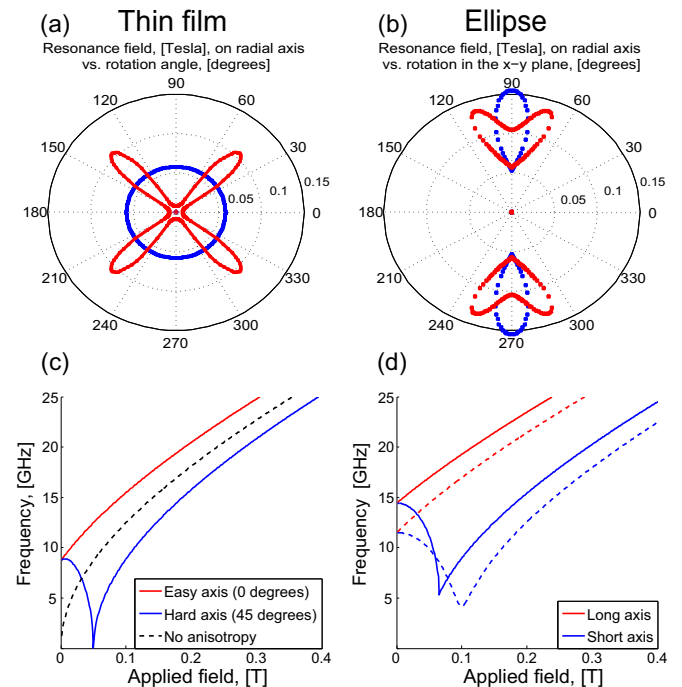 (a) Thin film
Resonance field, [Tesla], on radial axis
vs. rotation angle, [degrees]
90
120 60
150 30
0.15
0.1
0.05
180 0
210 330
240 300
270
(b) Ellipse
Resonance field, [Tesla], on radial axis
vs. rotation in the x-y plane, [degrees]
90
120 60
150 30
0.15
0.1
0.05
180 0
210 330
240 300
270
(c)
25
20
15
10
5
Frequency, [GHz]
Easy axis (0 degrees)
Hard axis (45 degrees)
No anisotropy
0 0.1 0.2 0.3 0.4
Applied field, [T]
(d)
25
20
15
10
5
Frequency, [GHz]
Long axis
Short axis
0 0.1 0.2 0.3 0.4
Applied field, [T]